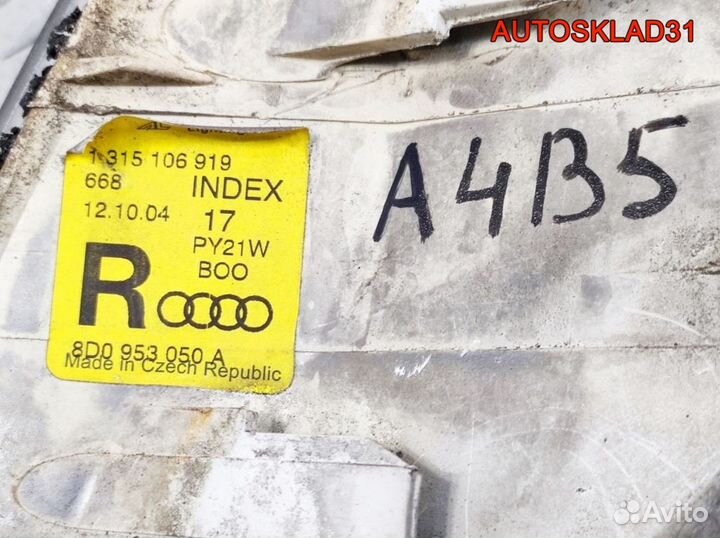 AUTOSKLAD31
1 315 106 919
668
INDEX
12.10.04
17
PY21W
BOO
R
8D0 953 050 A
Made in Czech Republic
A4B5
Avito